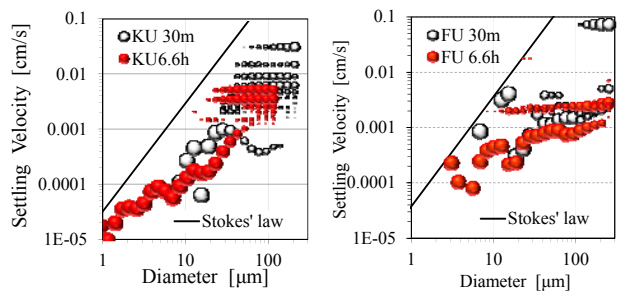 Settling Velocity [cm/s]
0.1
0.01
0.001
0.0001
1E-05
KU 30m
KU6.6h
Stokes' law
1 10 100
Diameter [μm]
Settling Velocity [cm/s]
0.1
0.01
0.001
0.0001
1E-05
FU 30m
FU 6.6h
Stokes' law
1 10 100
Diameter [μm]